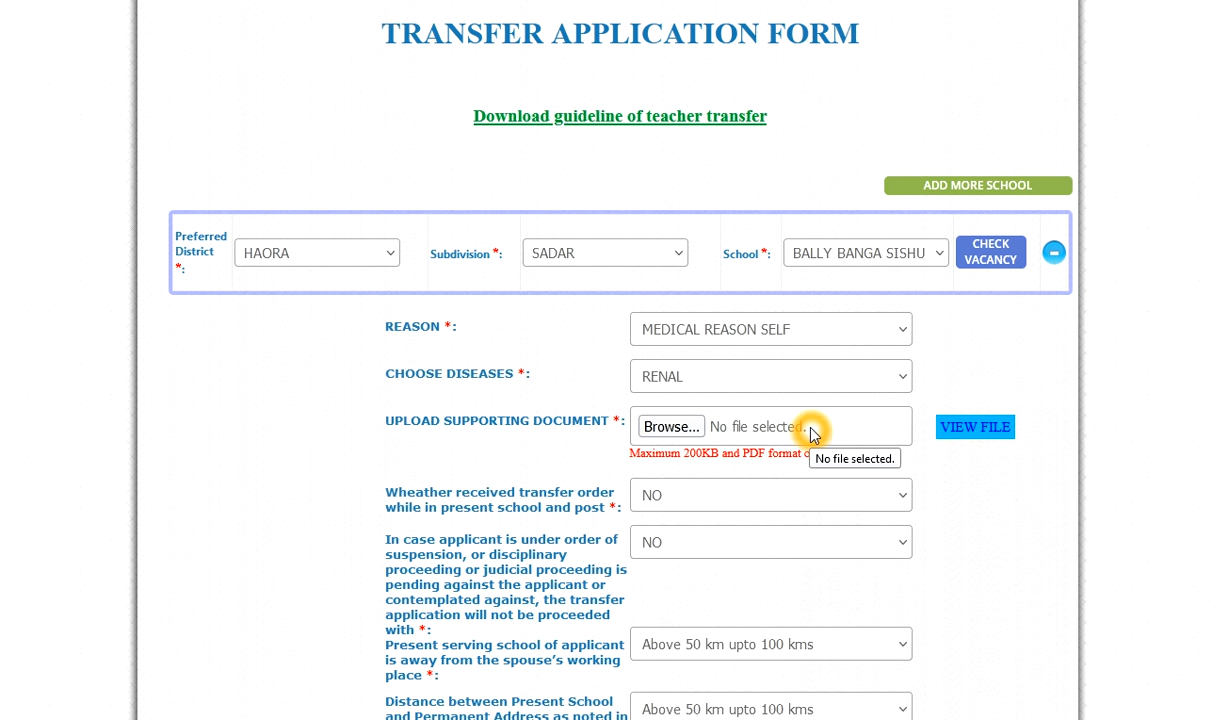 TRANSFER APPLICATION FORM
Download guideline of teacher transfer
ADD MORE SCHOOL
Preferred
District
*:
HAORA
Subdivision *:
SADAR
School *:
BALLY BANGA SISHU
CHECK
VACANCY
REASON *:
MEDICAL REASON SELF
CHOOSE DISEASES *:
RENAL
UPLOAD SUPPORTING DOCUMENT *:
Browse... No file selected.
VIEW FILE
Maximum 200KB and PDF format
No file selected.
Wheather received transfer order
while in present school and post *:
NO
In case applicant is under order of
suspension, or disciplinary
proceeding or judicial proceeding is
pending against the applicant or
contemplated against, the transfer
application will not be proceeded
with *:
NO
Present serving school of applicant
is away from the spouse's working
place *:
Above 50 km upto 100 kms
Distance between Present School
and Permanent Address as noted in
Above 50 km upto 100 kms